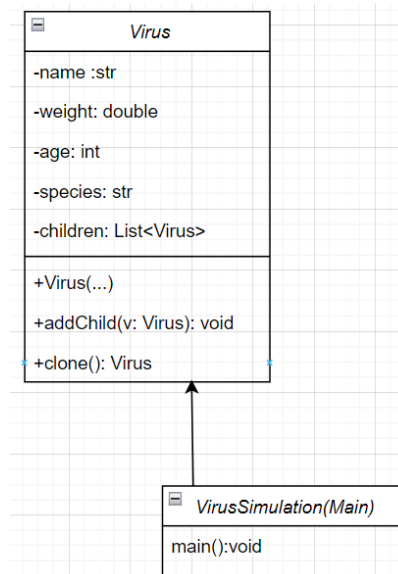 Virus
-name :str
-weight: double
-age: int
-species: str
-children: List<Virus>
+Virus(...)
+addChild(v: Virus): void
+clone(): Virus
VirusSimulation(Main)
main():void